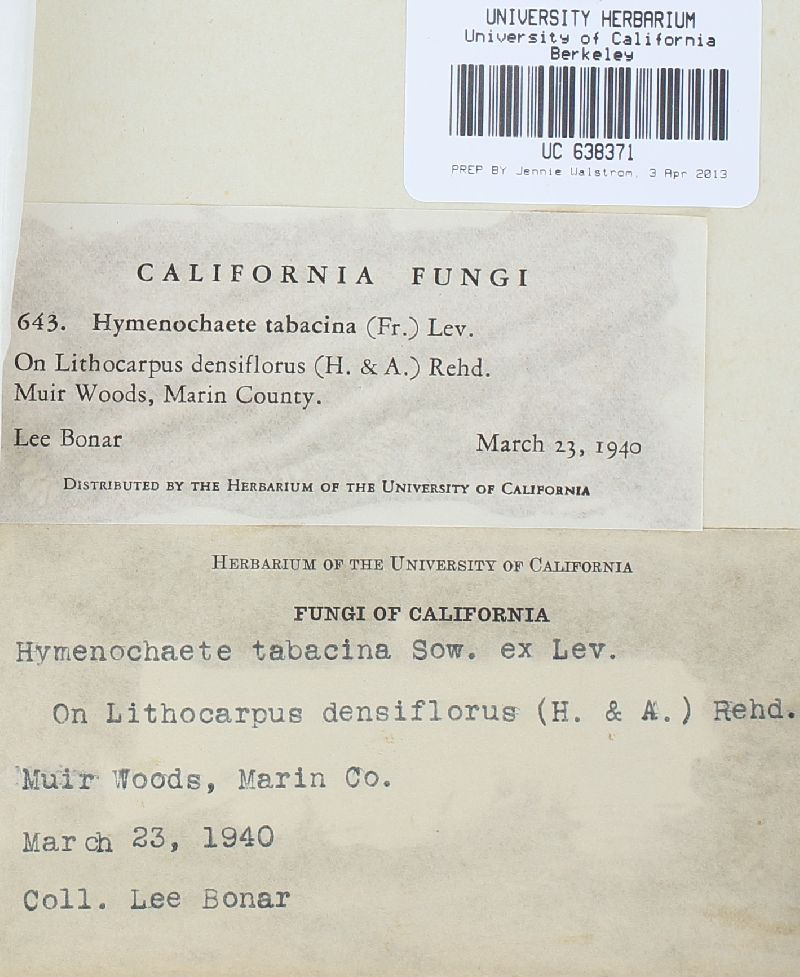 UNIVERSITY HERBARIUM
University of California
Berkeley
UC 638371
PREP BY Jennie Walstrom, 3 Apr 2013
CALIFORNIA FUNGI
643. Hymenochaete tabacina (Fr.) Lev.
On Lithocarpus densiflorus (H. & A.) Rehd.
Muir Woods, Marin County.
Lee Bonar March 23, 1940
DISTRIBUTED BY THE HERBARIUM OF THE UNIVERSITY OF CALIFORNIA
HERBARIUM OF THE UNIVERSITY OF CALIFORNIA
FUNGI OF CALIFORNIA
Hymenochaete tabacina Sow. ex Lev.
On Lithocarpus densiflorus (H. & A.) Rehd.
Muir Woods, Marin Co.
March 23, 1940
Coll. Lee Bonar